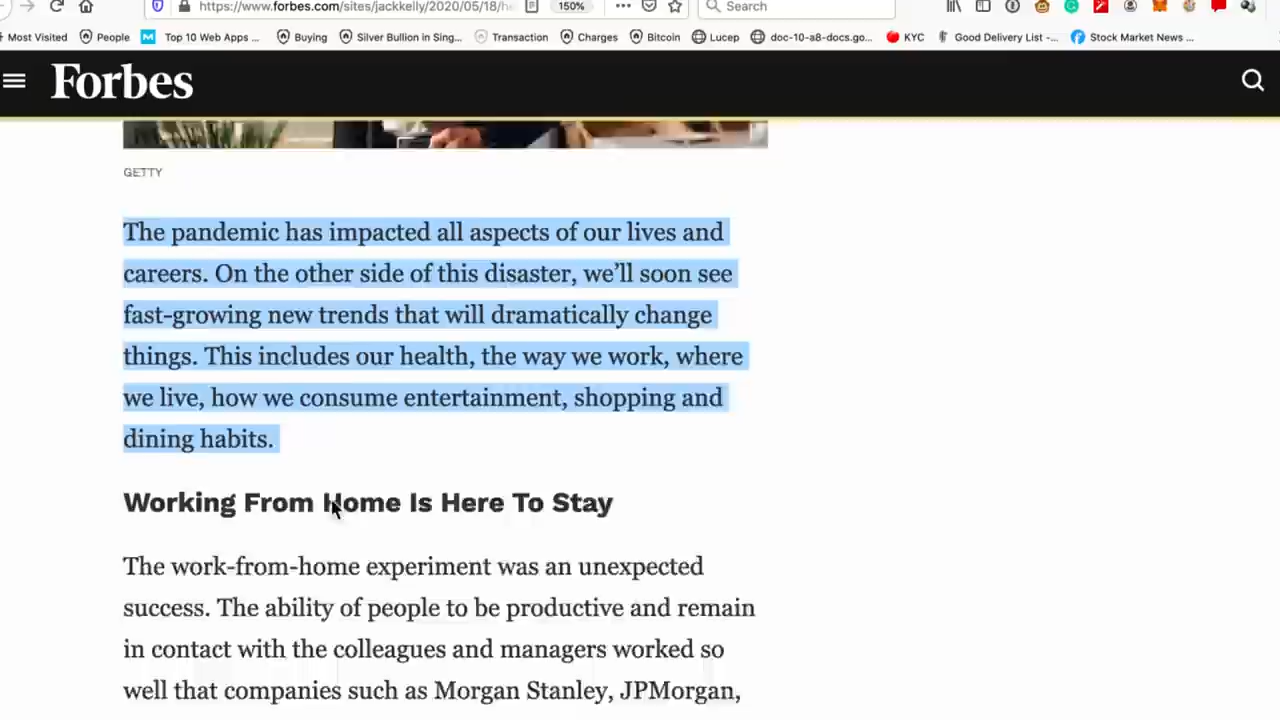 https://www.forbes.com/sites/jackkelly/2020/05/18/he
150%
Search
Most Visited
People
Top 10 Web Apps ...
Buying
Silver Bullion in Sing...
Transaction
Charges
Bitcoin
Lucep
doc-10-a8-docs.go...
KYC
Good Delivery List -...
Stock Market News ...
Forbes
GETTY
The pandemic has impacted all aspects of our lives and
careers. On the other side of this disaster, we’ll soon see
fast-growing new trends that will dramatically change
things. This includes our health, the way we work, where
we live, how we consume entertainment, shopping and
dining habits.
Working From Home Is Here To Stay
The work-from-home experiment was an unexpected
success. The ability of people to be productive and remain
in contact with the colleagues and managers worked so
well that companies such as Morgan Stanley, JPMorgan,